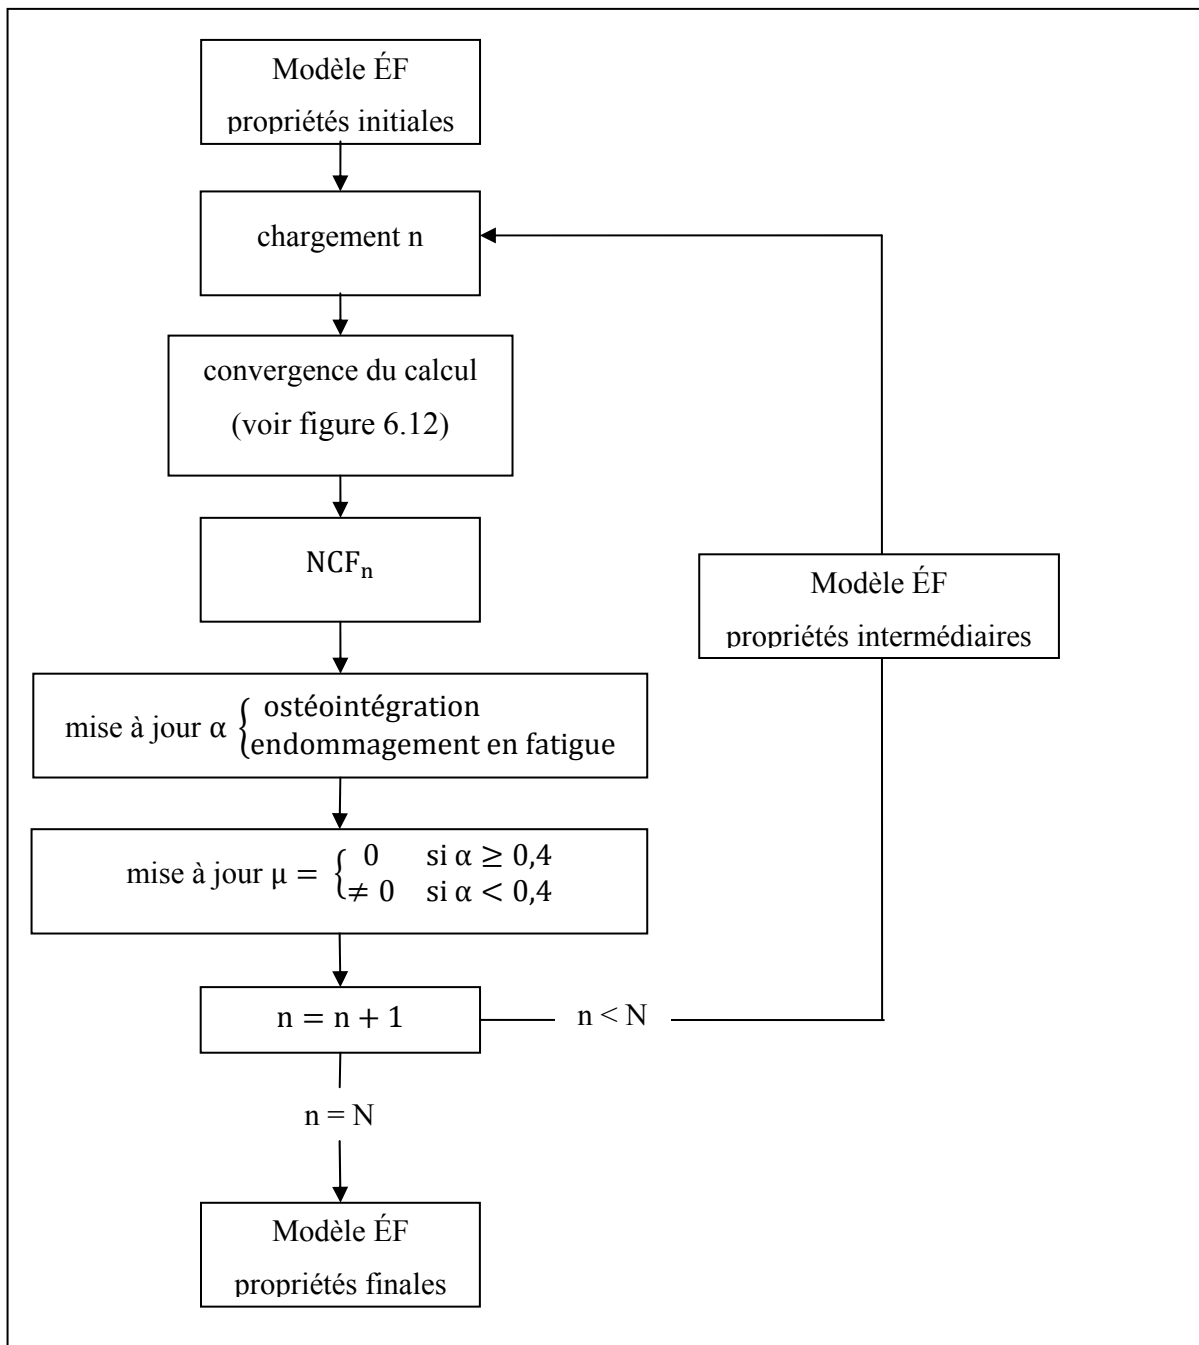 Modèle ÉF
propriétés initiales
chargement n
convergence du calcul
(voir figure 6.12)
NCFₙ
Modèle ÉF
propriétés intermédiaires
mise à jour α { ostéointégration
endommagement en fatigue
mise à jour μ = { 0 si α ≥ 0,4
≠ 0 si α < 0,4
n = n + 1
n < N
n = N
Modèle ÉF
propriétés finales